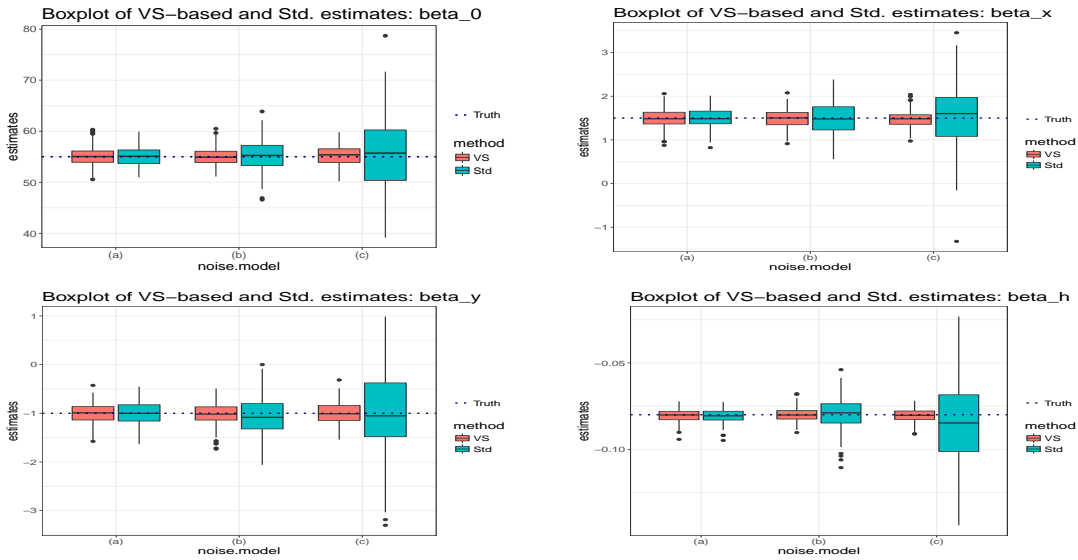 Boxplot of VS−based and Std. estimates: beta_0
80
70
60
50
40
estimates
(a)
(b)
(c)
noise.model
Truth
method
VS
Std
Boxplot of VS−based and Std. estimates: beta_x
3
2
1
0
−1
estimates
(a)
(b)
(c)
noise.model
Truth
method
VS
Std
Boxplot of VS−based and Std. estimates: beta_y
1
0
−1
−2
−3
estimates
(a)
(b)
(c)
noise.model
Truth
method
VS
Std
Boxplot of VS−based and Std. estimates: beta_h
−0.05
−0.10
estimates
(a)
(b)
(c)
noise.model
Truth
method
VS
Std